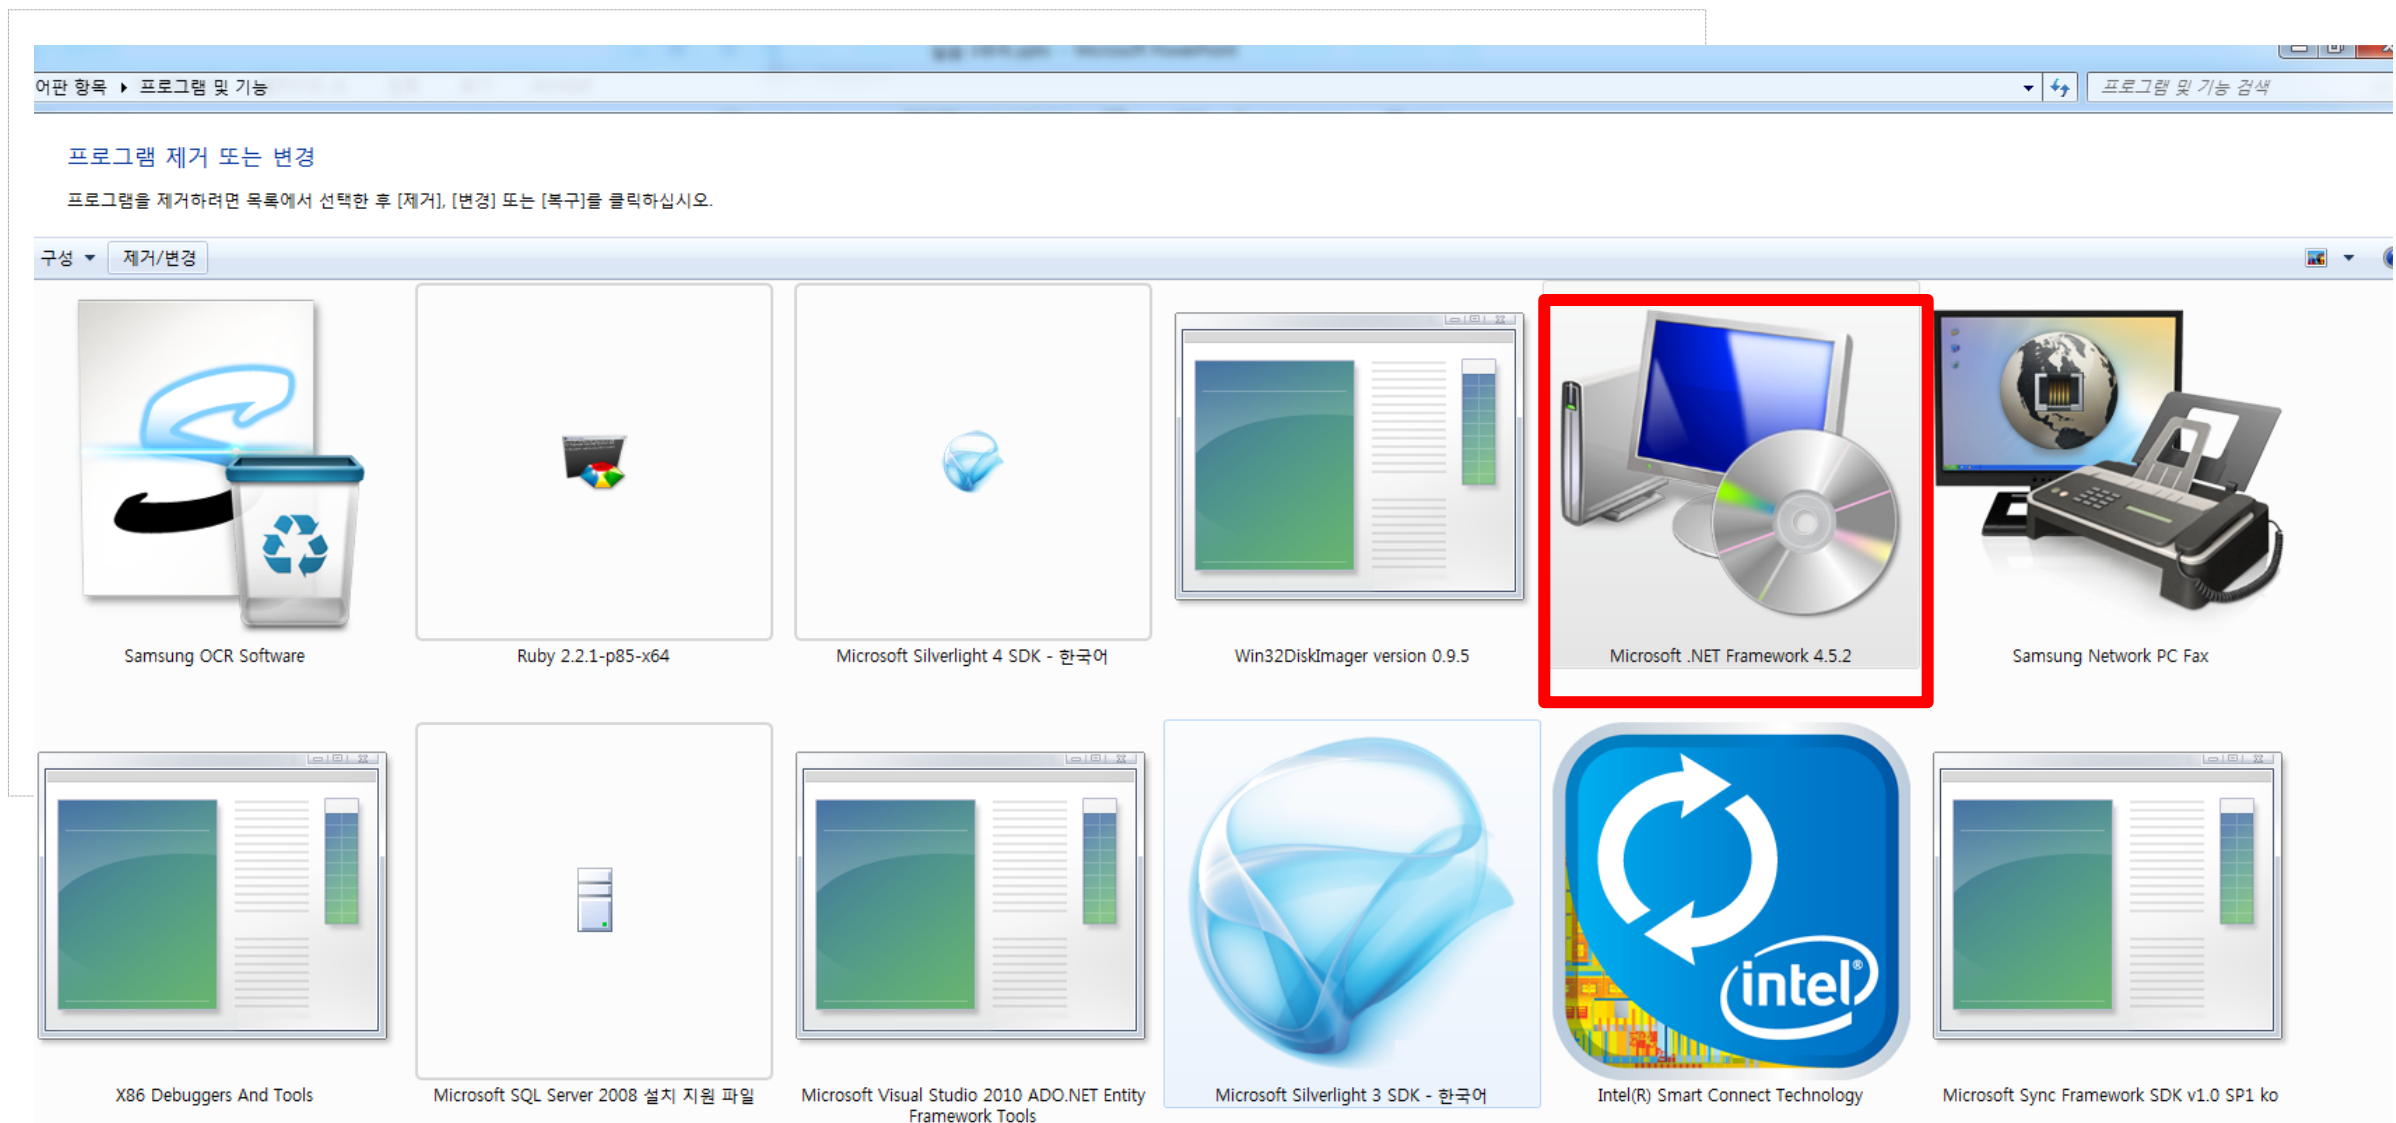 어판 항목 ▸ 프로그램 및 기능
프로그램 및 기능 검색
프로그램 제거 또는 변경
프로그램을 제거하려면 목록에서 선택한 후 [제거], [변경] 또는 [복구]를 클릭하십시오.
구성
제거/변경
Samsung OCR Software
Ruby 2.2.1-p85-x64
Microsoft Silverlight 4 SDK - 한국어
Win32DiskImager version 0.9.5
Microsoft .NET Framework 4.5.2
Samsung Network PC Fax
intel®
X86 Debuggers And Tools
Microsoft SQL Server 2008 설치 지원 파일
Microsoft Visual Studio 2010 ADO.NET Entity
Framework Tools
Microsoft Silverlight 3 SDK - 한국어
Intel(R) Smart Connect Technology
Microsoft Sync Framework SDK v1.0 SP1 ko